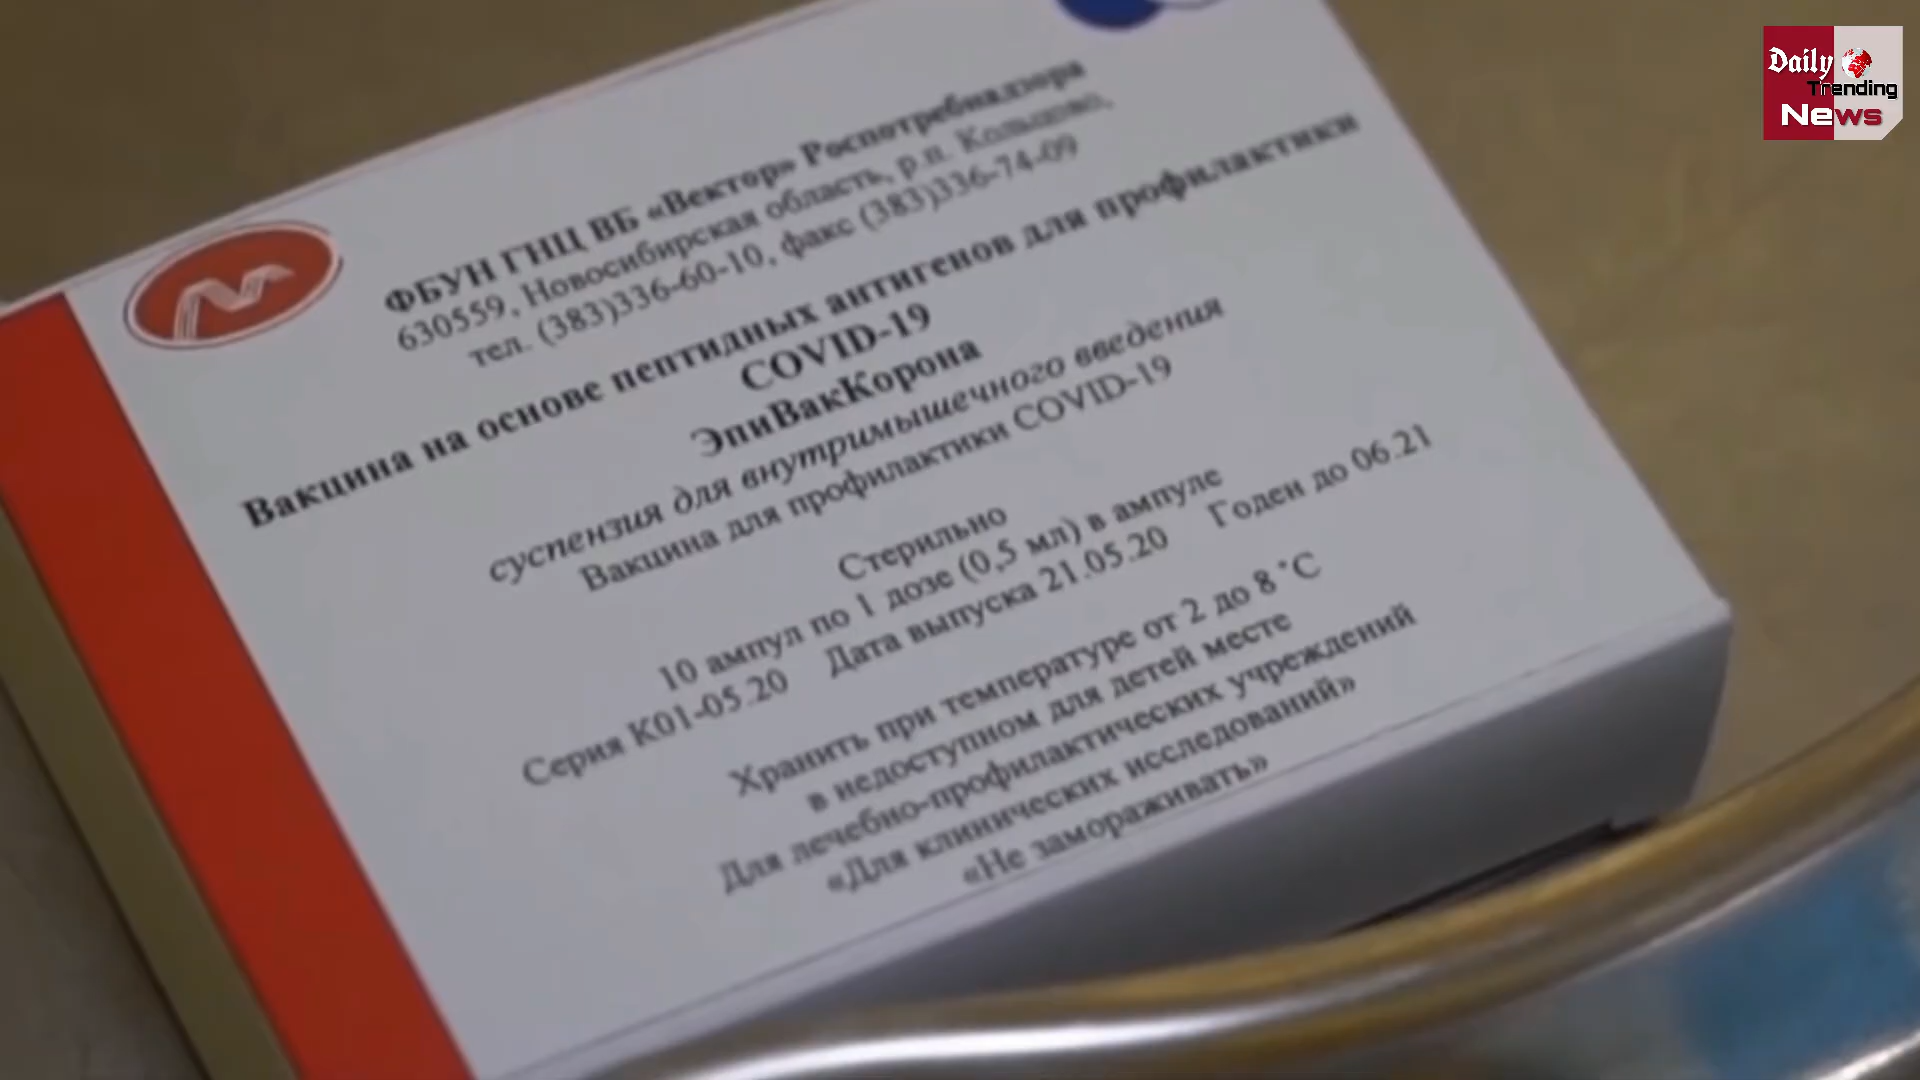 Daily
Trending
News
ФБУН ГНЦ ВБ «Вектор» Роспотребнадзора
630559, Новосибирская область, р.п. Кольцово,
тел. (383)336-60-10, факс (383)336-74-09
Вакцина на основе пептидных антигенов для профилактики
COVID-19
ЭпиВакКорона
суспензия для внутримышечного введения
Вакцина для профилактики COVID-19
Стерильно
10 ампул по 1 дозе (0,5 мл) в ампуле
Серия К01-05.20 Дата выпуска 21.05.20 Годен до 06.21
Хранить при температуре от 2 до 8 °С
в недоступном для детей месте
Для лечебно-профилактических учреждений
«Для клинических исследований»
«Не замораживать»